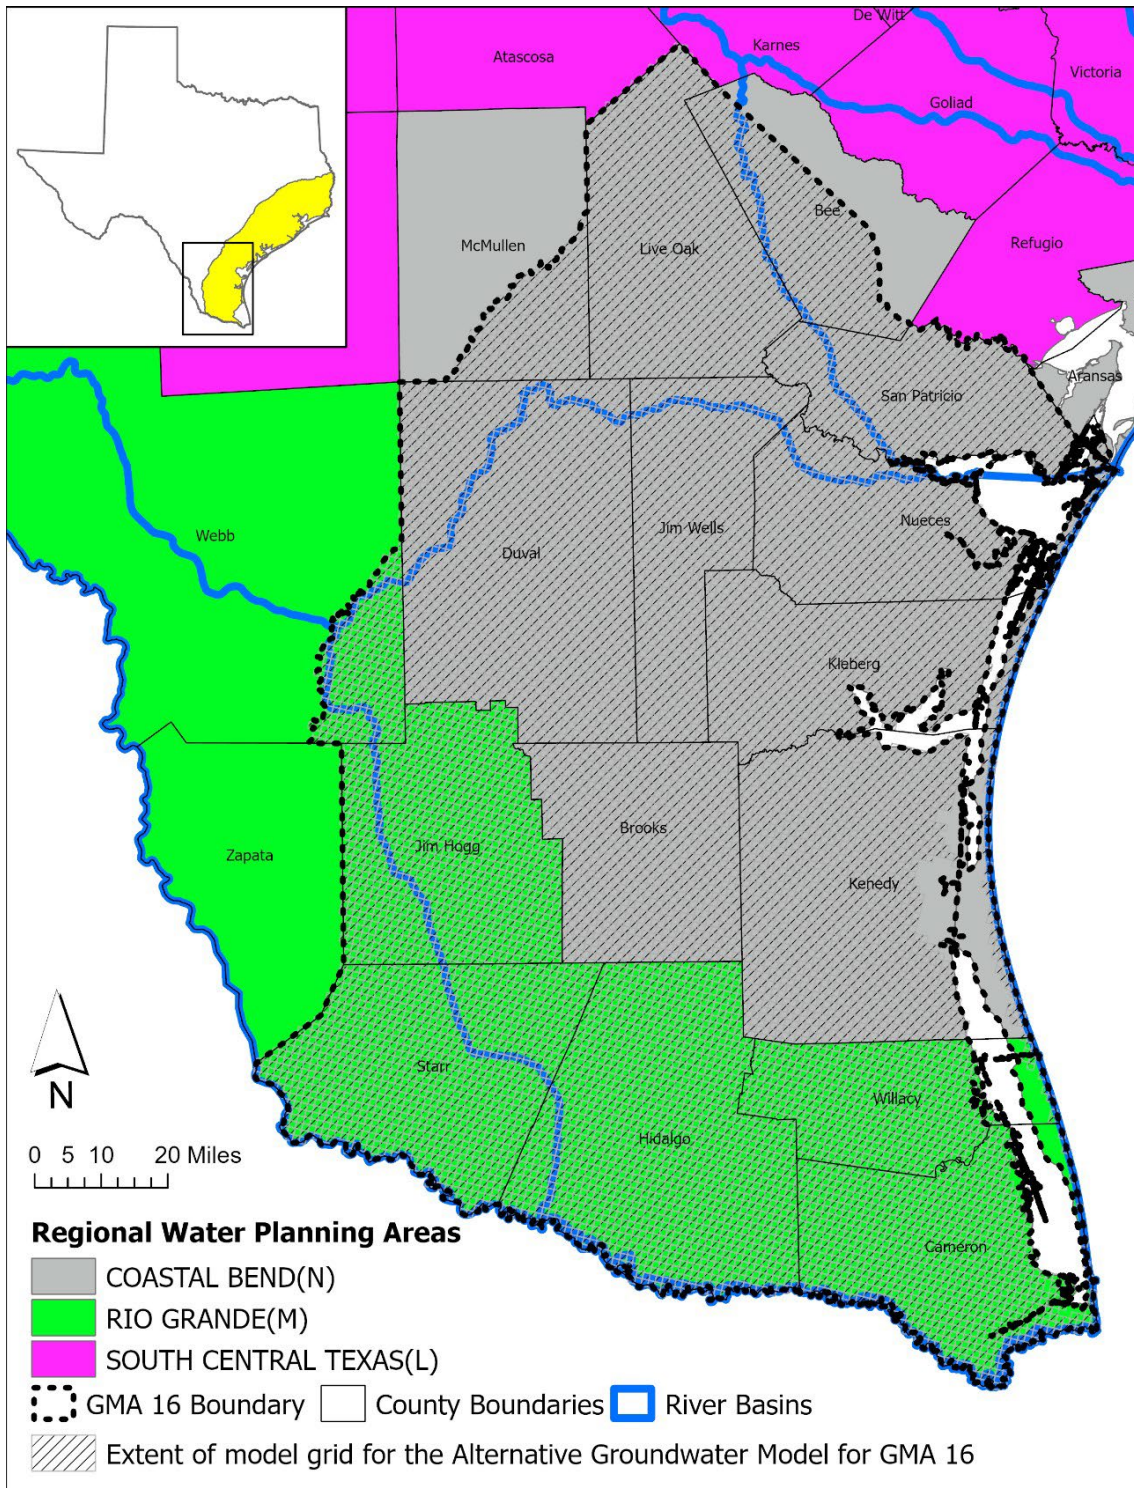 De Witt
Karnes
Atascosa
Victoria
Goliad
Bee
Refugio
McMullen
Live Oak
Aransas
San Patricio
Nueces
Jim Wells
Webb
Duval
Kleberg
Brooks
Jim Hogg
Zapata
Kenedy
Starr
Willacy
Hidalgo
Cameron
N
0 5 10 20 Miles
Regional Water Planning Areas
COASTAL BEND(N)
RIO GRANDE(M)
SOUTH CENTRAL TEXAS(L)
GMA 16 Boundary County Boundaries River Basins
Extent of model grid for the Alternative Groundwater Model for GMA 16